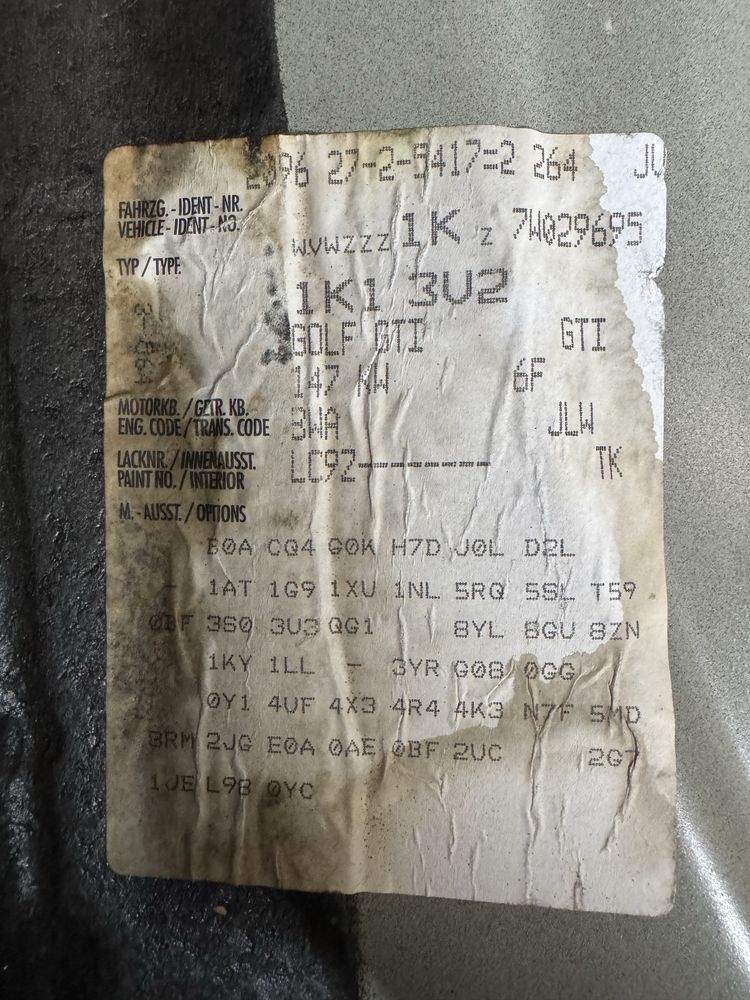 27-2-5417-2 264
FAHRZG. - IDENT - NR.
VEHICLE - IDENT - NO.
WVWZZZ 1K Z 7W029695
TYP / TYPE
1K1 3U2
GOLF GTI GTI
147 KW 6F
MOTORKB. / GETR. KB.
ENG. CODE / TRANS. CODE
BWA JLW
LACKNR. / INNENAUSST.
PAINT NO. / INTERIOR
LC9Z---------- TK
M. - AUSST. / OPTIONS
B0A CQ4 G0K H7D J0L D2L
- 1AT 1G9 1XU 1NL 5RQ 5SL T59
3S0 3U3 QG1 8YL 8GU 8ZN
1KY 1LL - 3YR G08 0GG
0Y1 4UF 4X3 4R4 4K3 N7F 5MD
8RM 2JG E0A 0AE 0BF 2UC
1JE L9B 0YC